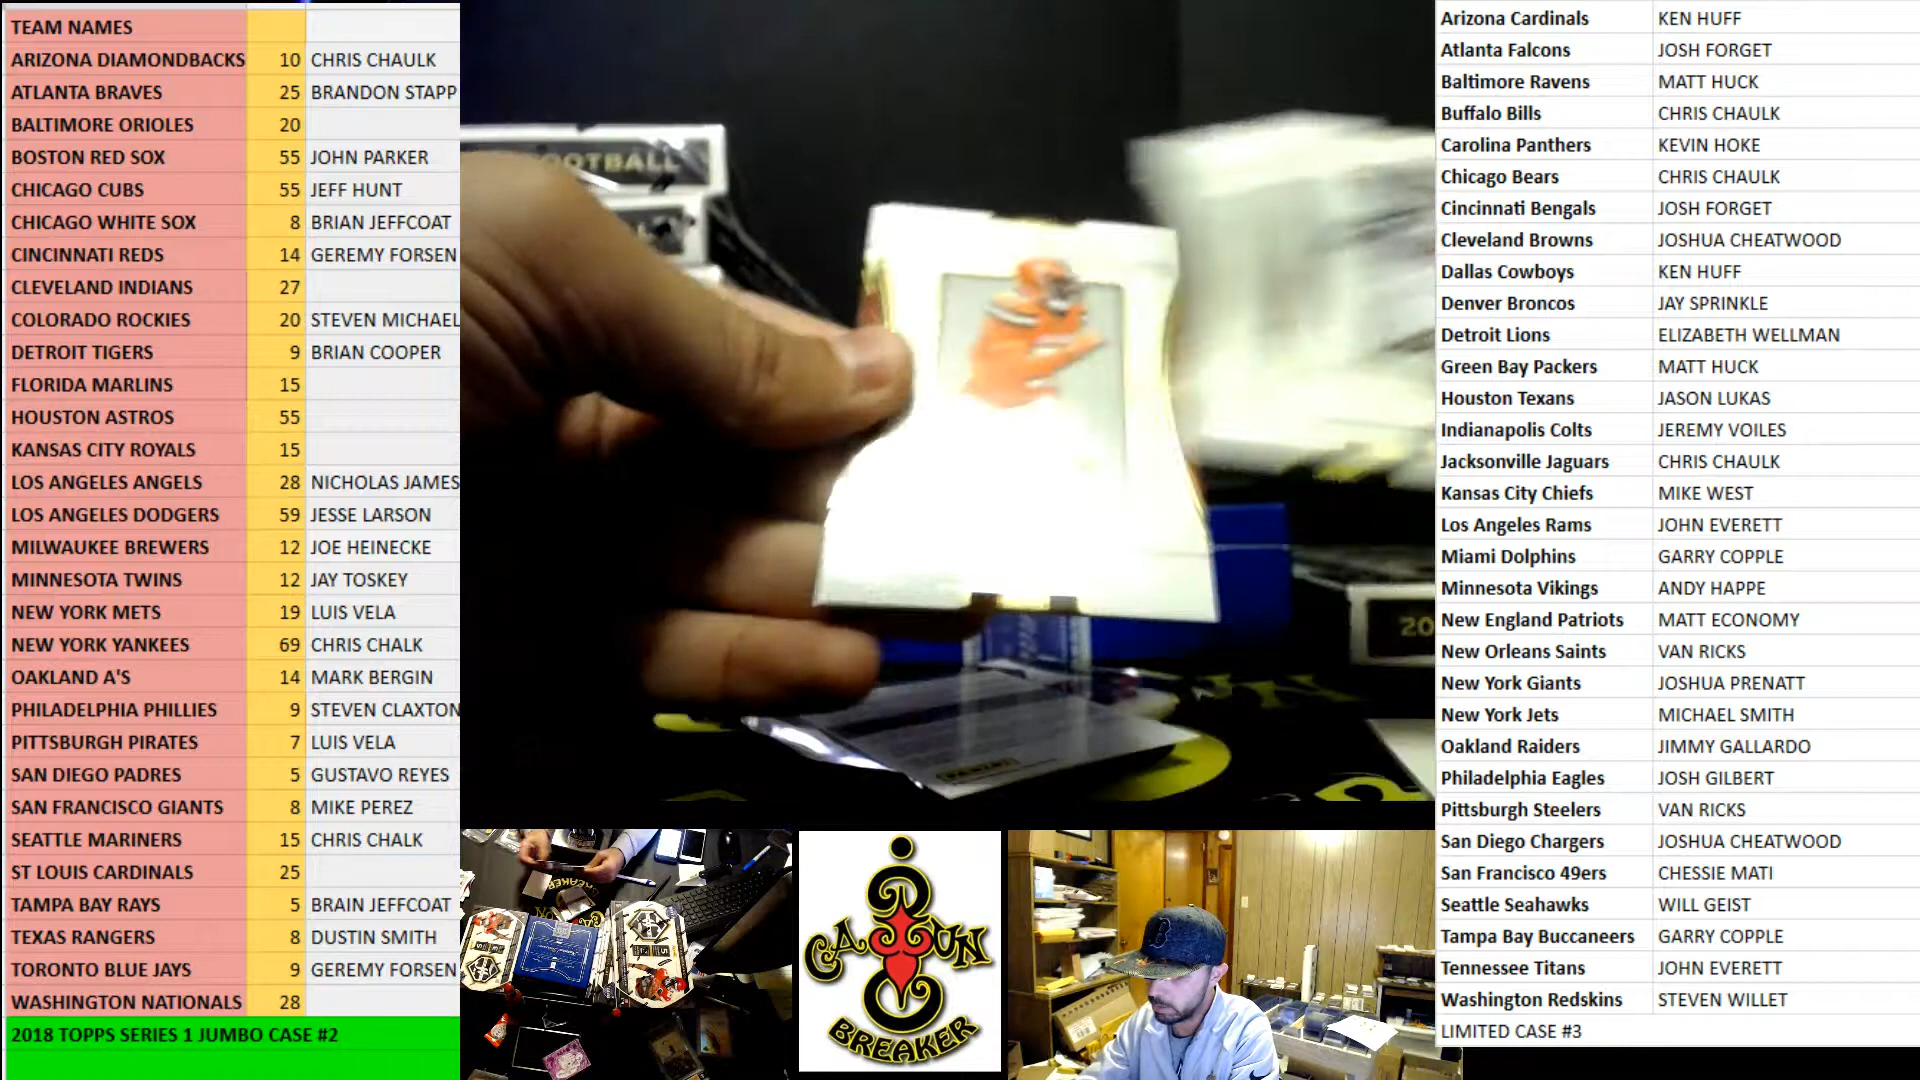 TEAM NAMES
ARIZONA DIAMONDBACKS 10 CHRIS CHAULK
ATLANTA BRAVES 25 BRANDON STAPP
BALTIMORE ORIOLES 20
BOSTON RED SOX 55 JOHN PARKER
CHICAGO CUBS 55 JEFF HUNT
CHICAGO WHITE SOX 8 BRIAN JEFFCOAT
CINCINNATI REDS 14 GEREMY FORSEN
CLEVELAND INDIANS 27
COLORADO ROCKIES 20 STEVEN MICHAEL
DETROIT TIGERS 9 BRIAN COOPER
FLORIDA MARLINS 15
HOUSTON ASTROS 55
KANSAS CITY ROYALS 15
LOS ANGELES ANGELS 28 NICHOLAS JAMES
LOS ANGELES DODGERS 59 JESSE LARSON
MILWAUKEE BREWERS 12 JOE HEINECKE
MINNESOTA TWINS 12 JAY TOSKEY
NEW YORK METS 19 LUIS VELA
NEW YORK YANKEES 69 CHRIS CHALK
OAKLAND A'S 14 MARK BERGIN
PHILADELPHIA PHILLIES 9 STEVEN CLAXTON
PITTSBURGH PIRATES 7 LUIS VELA
SAN DIEGO PADRES 5 GUSTAVO REYES
SAN FRANCISCO GIANTS 8 MIKE PEREZ
SEATTLE MARINERS 15 CHRIS CHALK
ST LOUIS CARDINALS 25
TAMPA BAY RAYS 5 BRAIN JEFFCOAT
TEXAS RANGERS 8 DUSTIN SMITH
TORONTO BLUE JAYS 9 GEREMY FORSEN
WASHINGTON NATIONALS 28
2018 TOPPS SERIES 1 JUMBO CASE #2
FOOTBALL
20
PANINI
CAJUN
BREAKER
B
Arizona Cardinals KEN HUFF
Atlanta Falcons JOSH FORGET
Baltimore Ravens MATT HUCK
Buffalo Bills CHRIS CHAULK
Carolina Panthers KEVIN HOKE
Chicago Bears CHRIS CHAULK
Cincinnati Bengals JOSH FORGET
Cleveland Browns JOSHUA CHEATWOOD
Dallas Cowboys KEN HUFF
Denver Broncos JAY SPRINKLE
Detroit Lions ELIZABETH WELLMAN
Green Bay Packers MATT HUCK
Houston Texans JASON LUKAS
Indianapolis Colts JEREMY VOILES
Jacksonville Jaguars CHRIS CHAULK
Kansas City Chiefs MIKE WEST
Los Angeles Rams JOHN EVERETT
Miami Dolphins GARRY COPPLE
Minnesota Vikings ANDY HAPPE
New England Patriots MATT ECONOMY
New Orleans Saints VAN RICKS
New York Giants JOSHUA PRENATT
New York Jets MICHAEL SMITH
Oakland Raiders JIMMY GALLARDO
Philadelphia Eagles JOSH GILBERT
Pittsburgh Steelers VAN RICKS
San Diego Chargers JOSHUA CHEATWOOD
San Francisco 49ers CHESSIE MATI
Seattle Seahawks WILL GEIST
Tampa Bay Buccaneers GARRY COPPLE
Tennessee Titans JOHN EVERETT
Washington Redskins STEVEN WILLET
LIMITED CASE #3